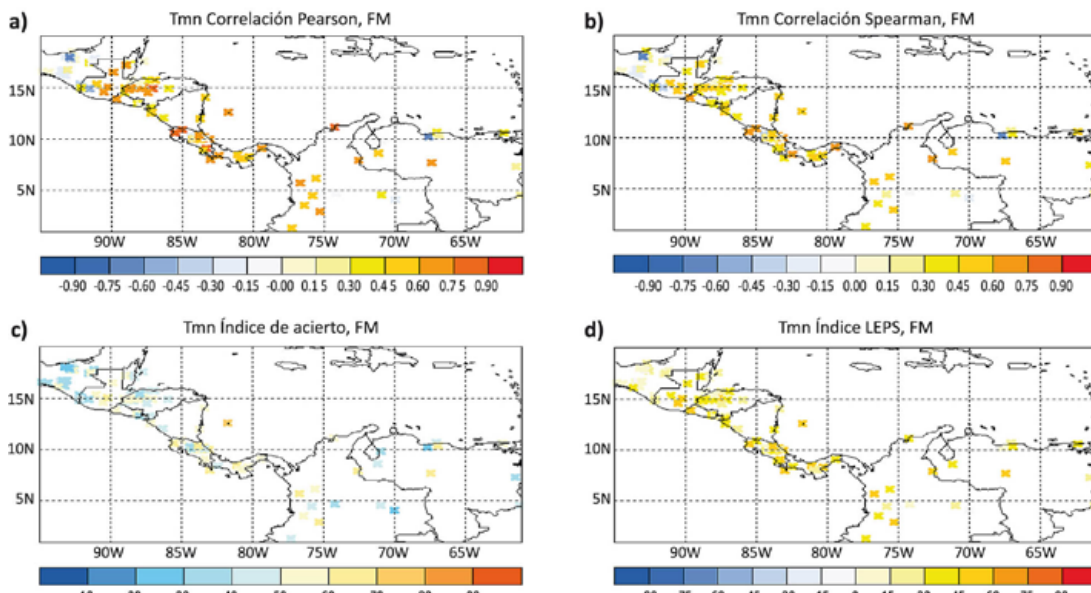 a) Tmn Correlación Pearson, FM
15N
10N
5N
90W 85W 80W 75W 70W 65W
-0.90 -0.75 -0.60 -0.45 -0.30 -0.15 -0.00 0.15 0.30 0.45 0.60 0.75 0.90
b) Tmn Correlación Spearman, FM
15N
10N
5N
90W 85W 80W 75W 70W 65W
-0.90 -0.75 -0.60 -0.45 -0.30 -0.15 0.00 0.15 0.30 0.45 0.60 0.75 0.90
c) Tmn Índice de acierto, FM
15N
10N
5N
90W 85W 80W 75W 70W 65W
d) Tmn Índice LEPS, FM
15N
10N
5N
90W 85W 80W 75W 70W 65W